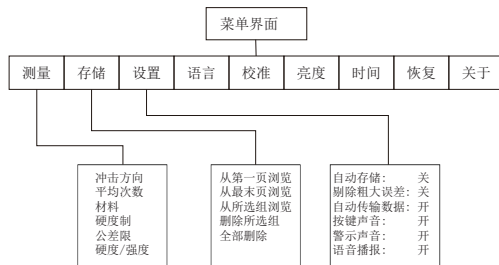 菜单界面
测量 存储 设置 语言 校准 亮度 时间 恢复 关于
冲击方向
平均次数
材料
硬度制
公差限
硬度/强度
从第一页浏览
从最末页浏览
从所选组浏览
删除所选组
全部删除
自动存储: 关
剔除粗大误差: 关
自动传输数据: 开
按键声音: 开
警示声音: 开
语音播报: 开